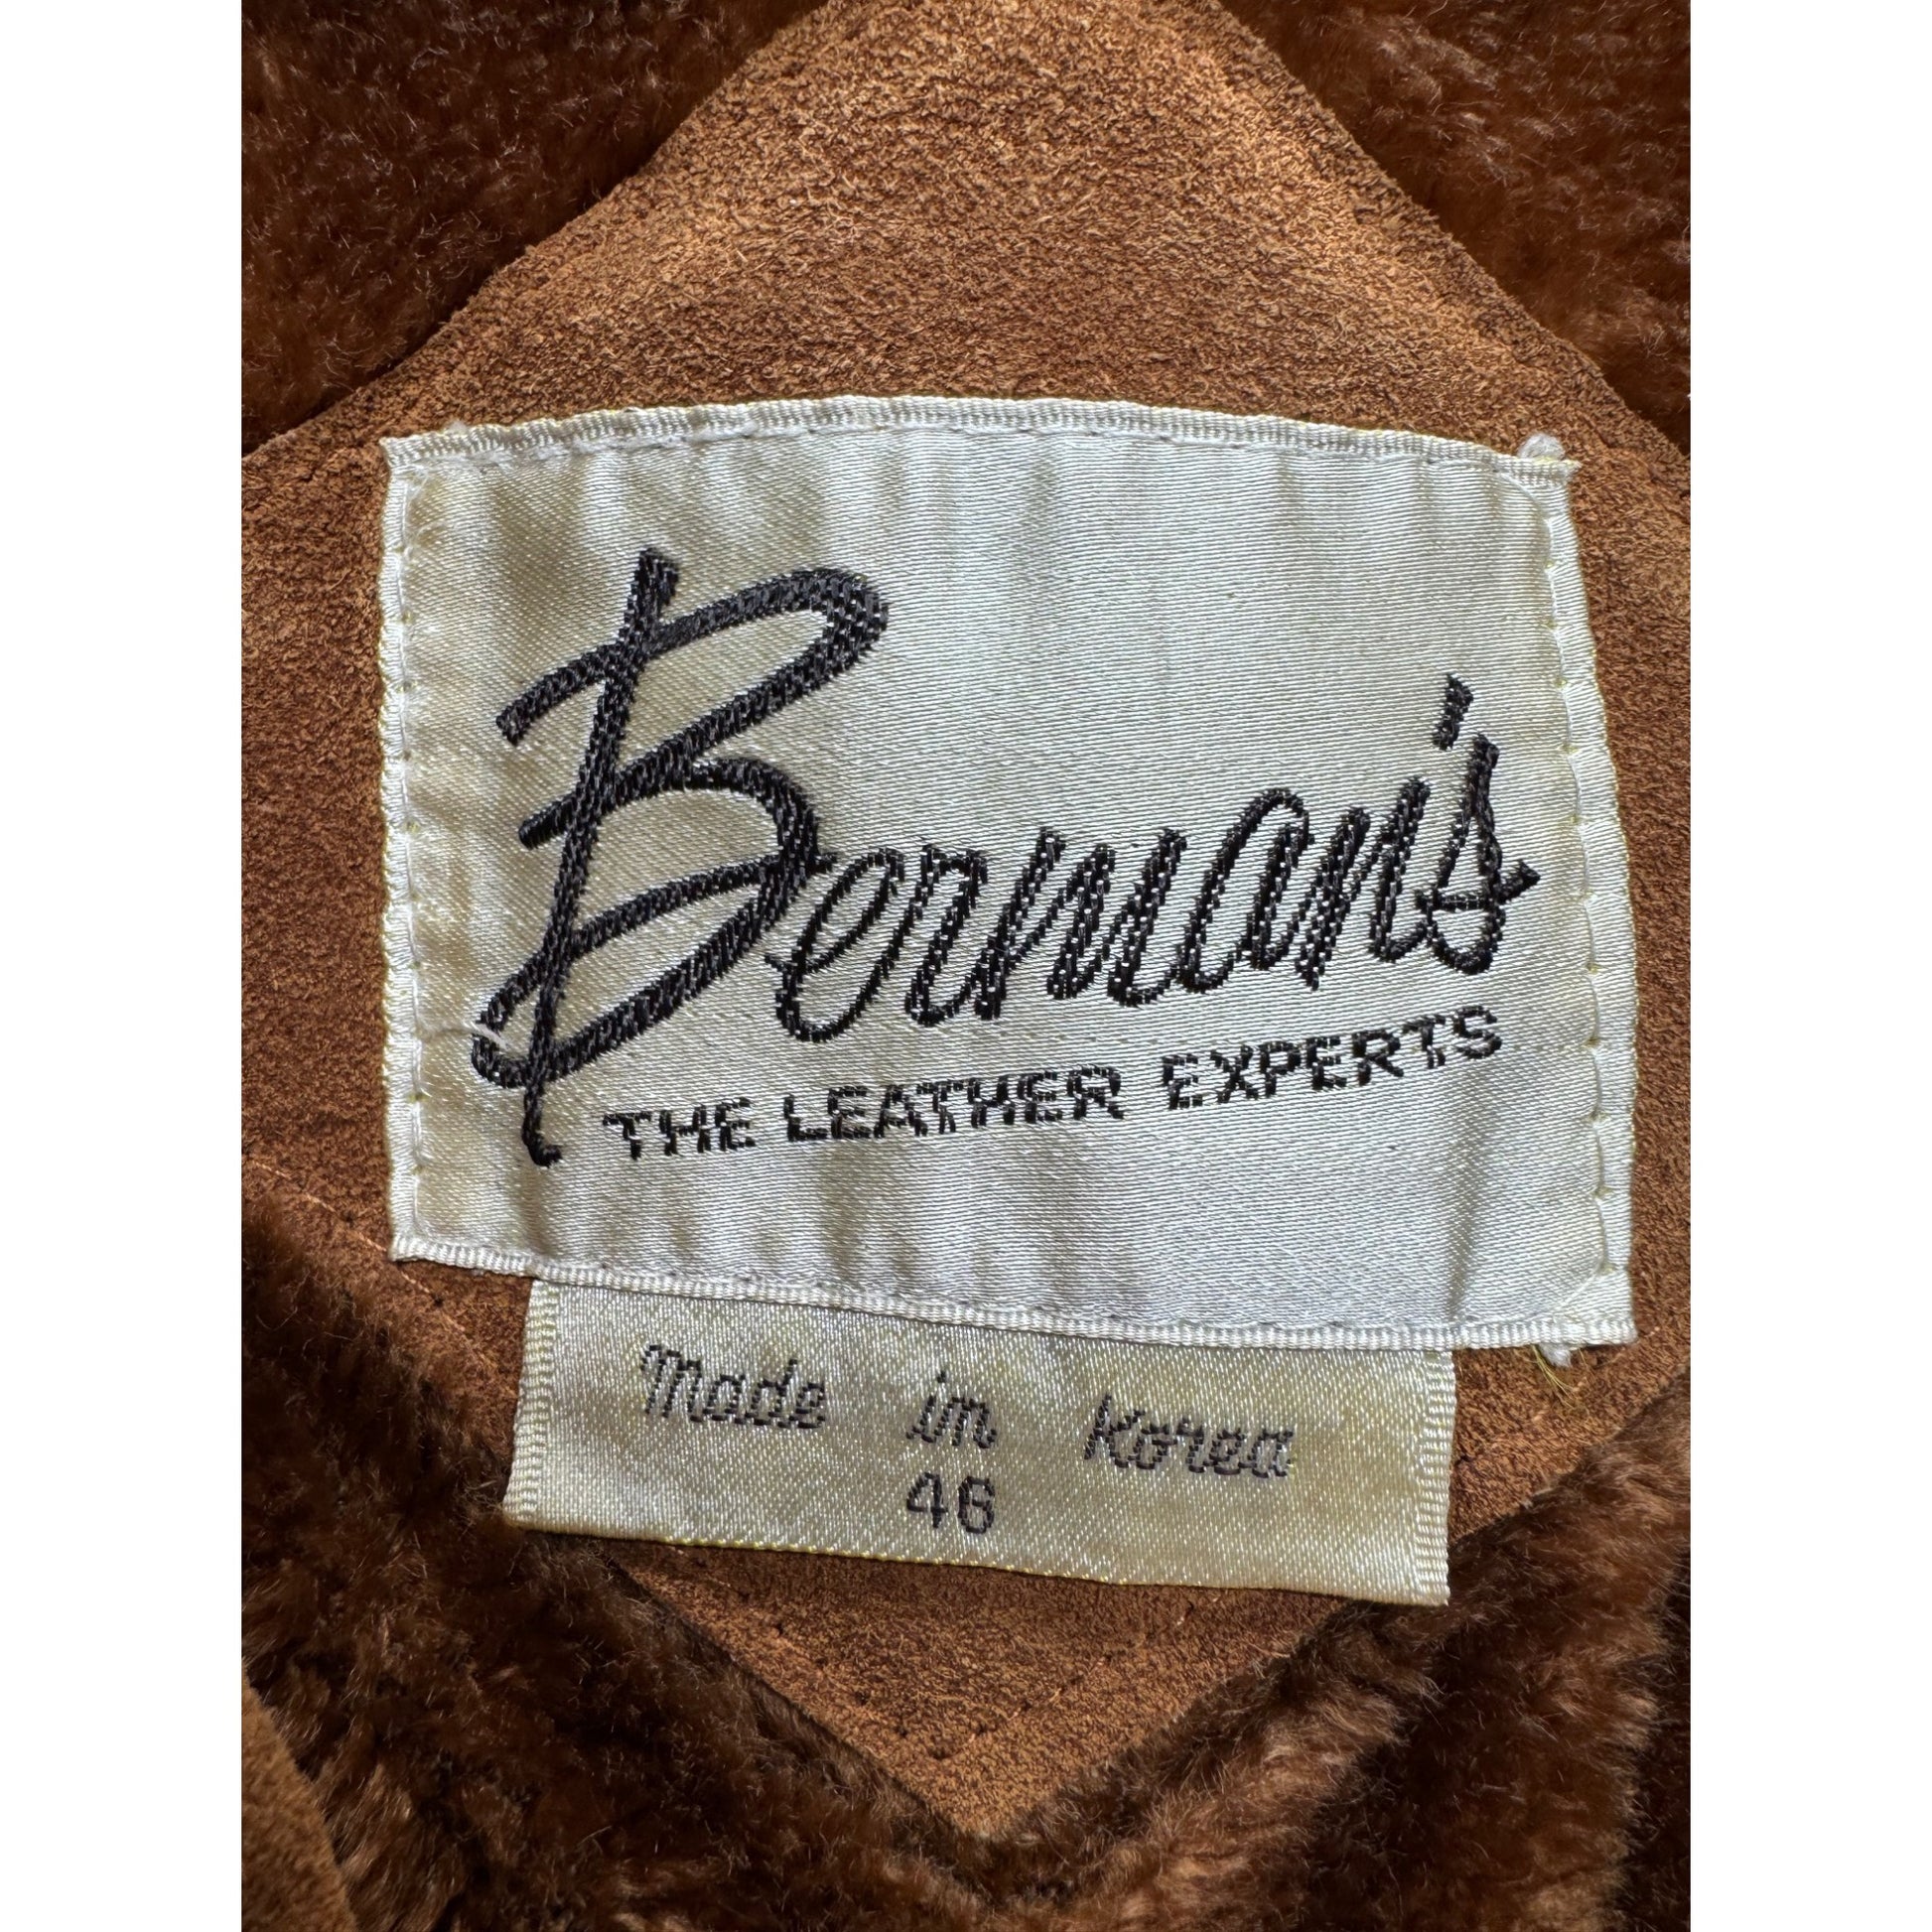 Berman's
THE LEATHER EXPERTS
Made in Korea
46